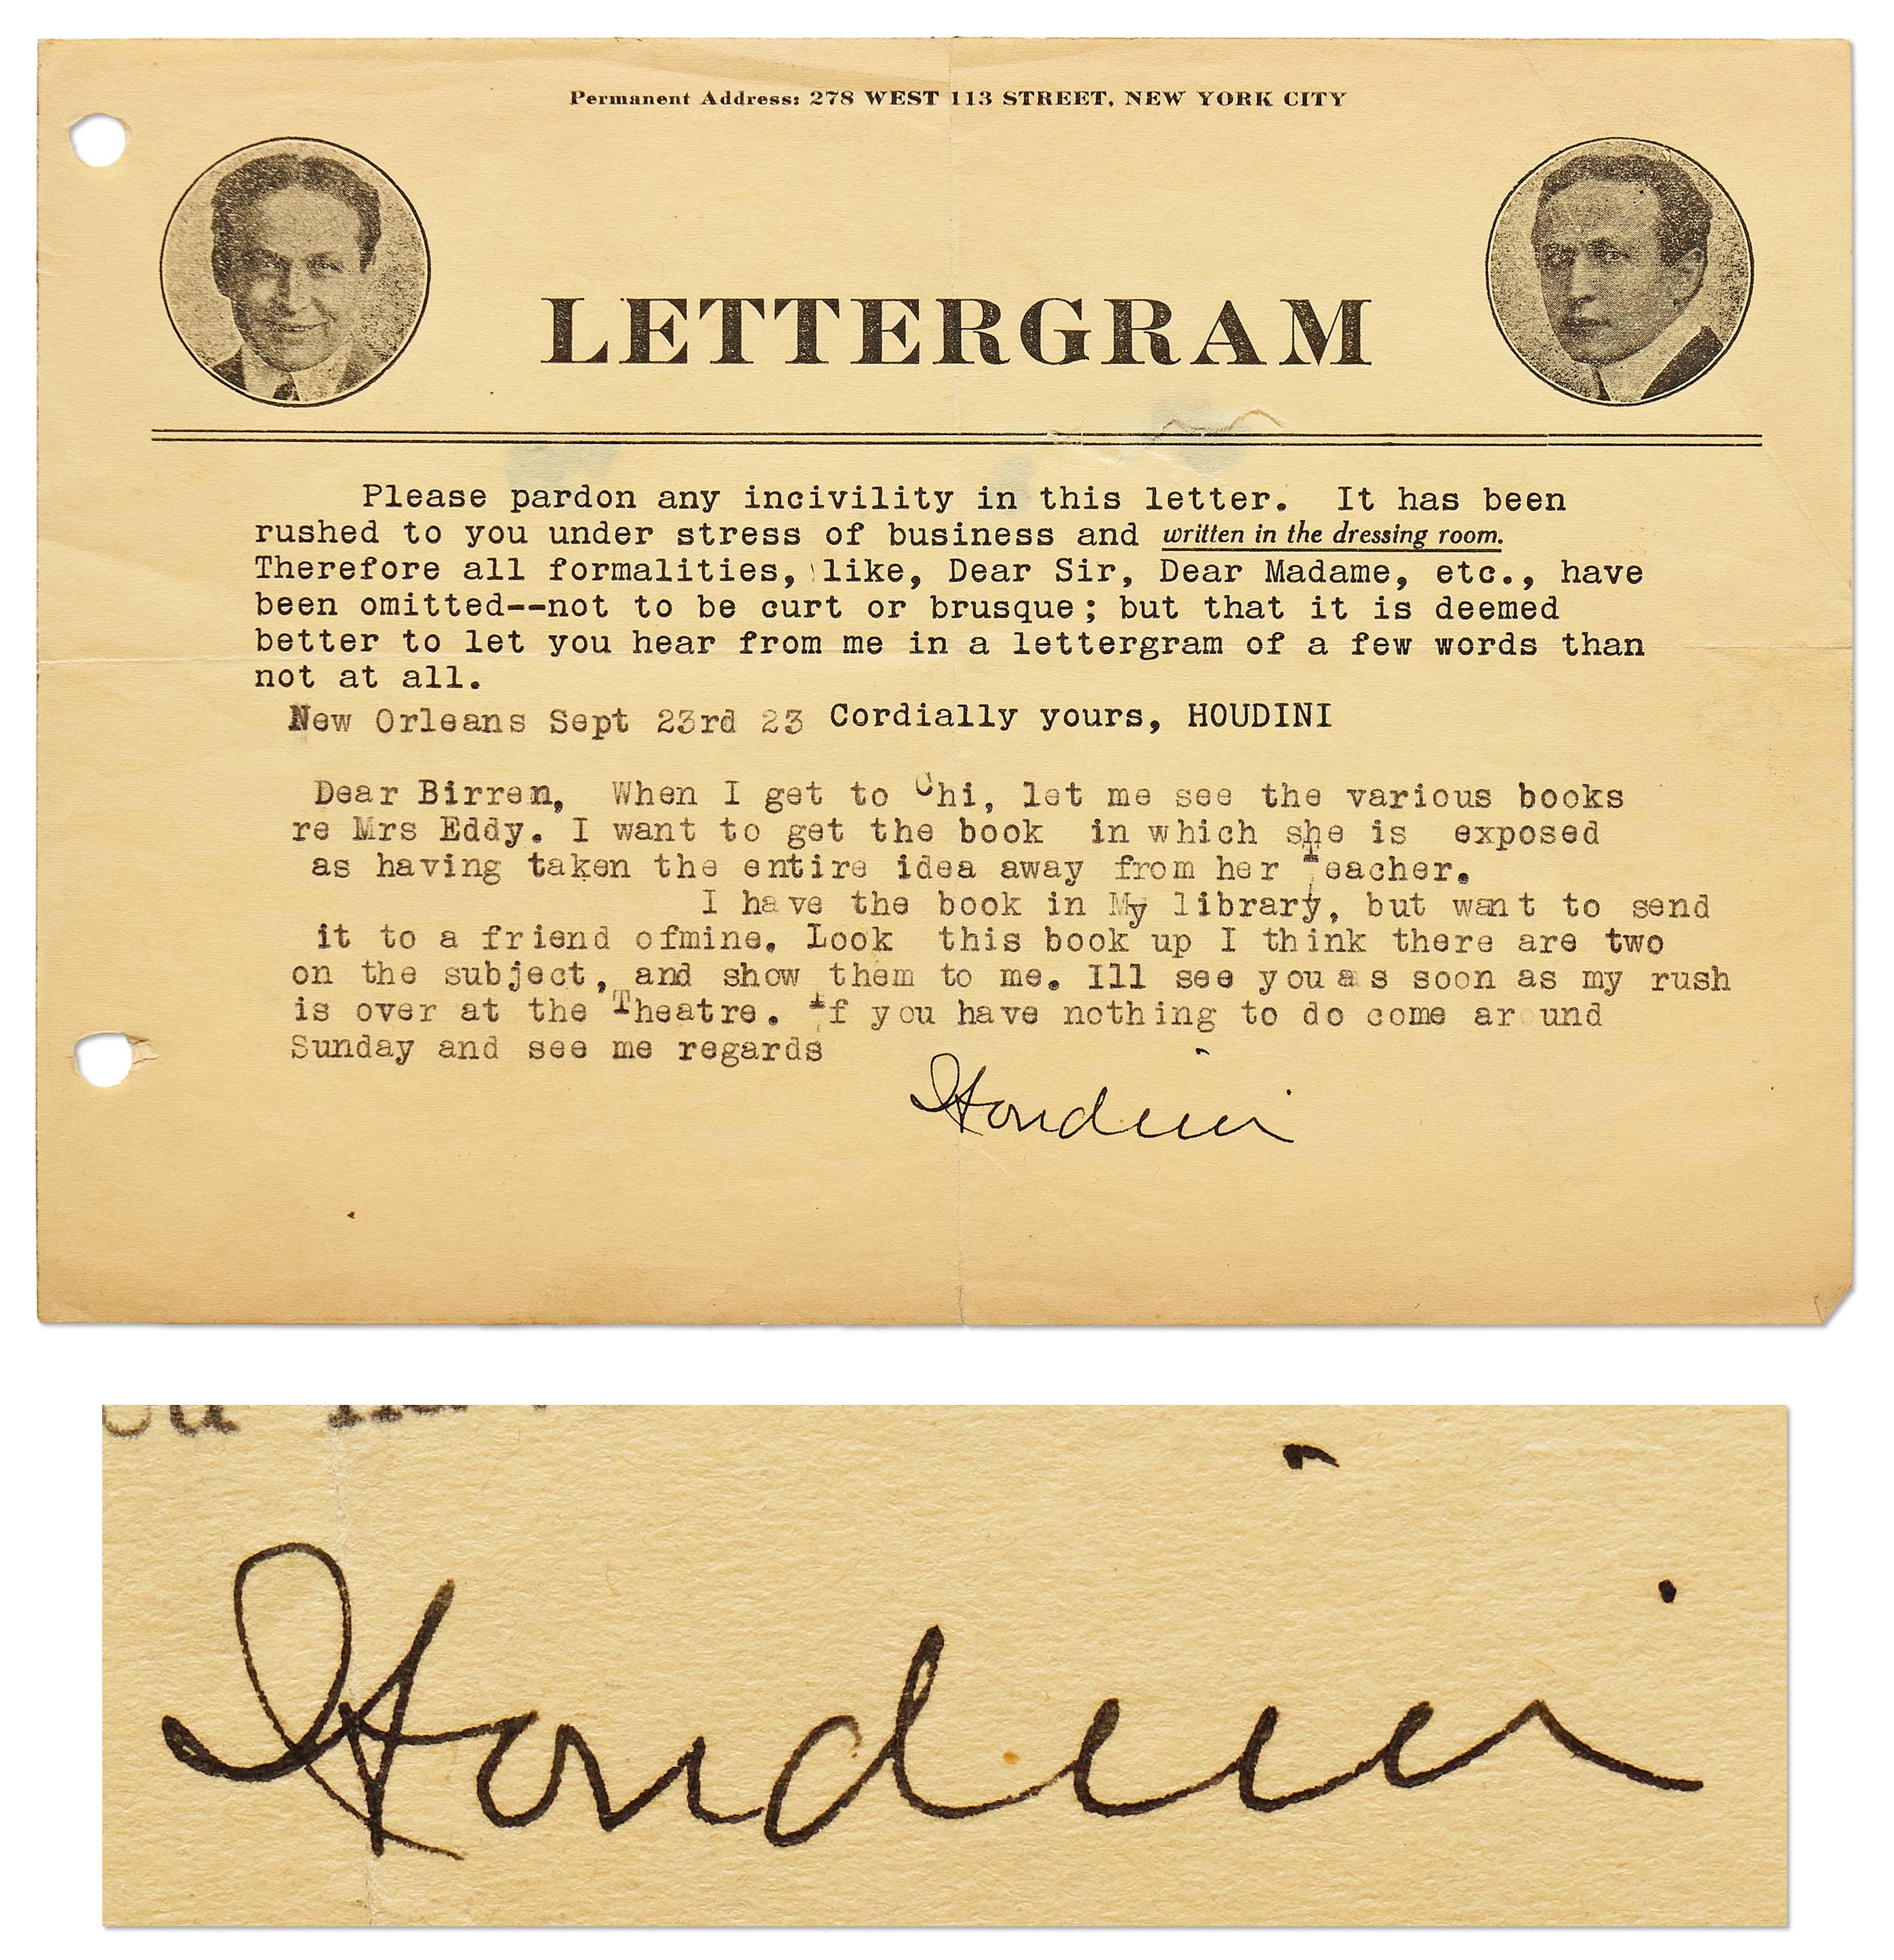 Permanent Address: 278 WEST 113 STREET, NEW YORK CITY
LETTERGRAM
Please pardon any incivility in this letter. It has been
rushed to you under stress of business and written in the dressing room.
Therefore all formalities, like, Dear Sir, Dear Madame, etc., have
been omitted--not to be curt or brusque; but that it is deemed
better to let you hear from me in a lettergram of a few words than
not at all.
New Orleans Sept 23rd 23 Cordially yours, HOUDINI
Dear Birren, When I get to Chi, let me see the various books
re Mrs Eddy. I want to get the book in which she is exposed
as having taken the entire idea away from her Teacher.
I have the book in My library, but want to send
it to a friend ofmine. Look this book up I think there are two
on the subject, and show them to me. Ill see you as soon as my rush
is over at the Theatre. If you have nothing to do come around
Sunday and see me regards
Houdini
Houdini